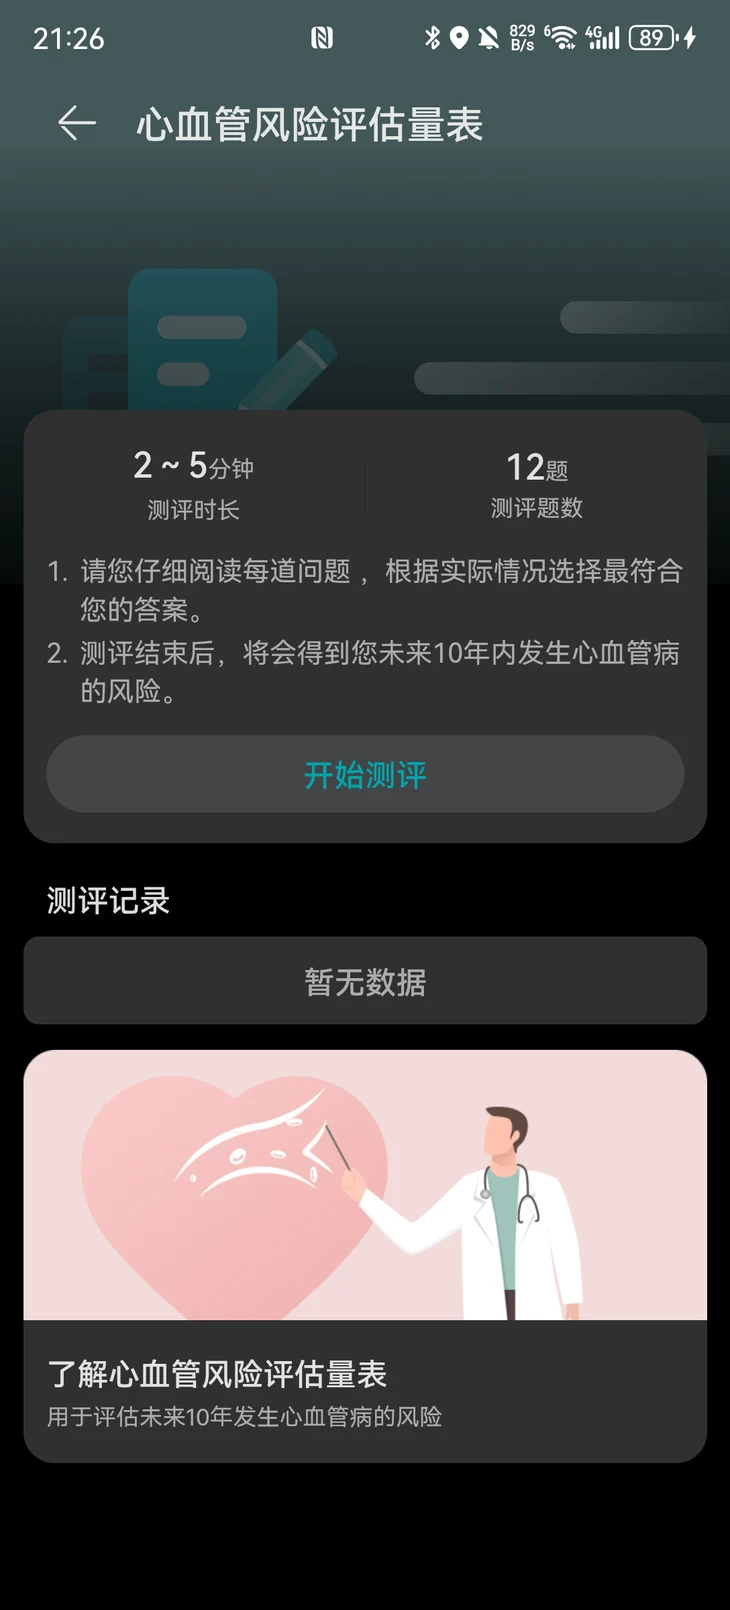 21:26
829 B/s
6
4G
89
心血管风险评估量表
2 ~ 5分钟
测评时长
12题
测评题数
1. 请您仔细阅读每道问题，根据实际情况选择最符合
您的答案。
2. 测评结束后，将会得到您未来10年内发生心血管病
的风险。
开始测评
测评记录
暂无数据
了解心血管风险评估量表
用于评估未来10年发生心血管病的风险